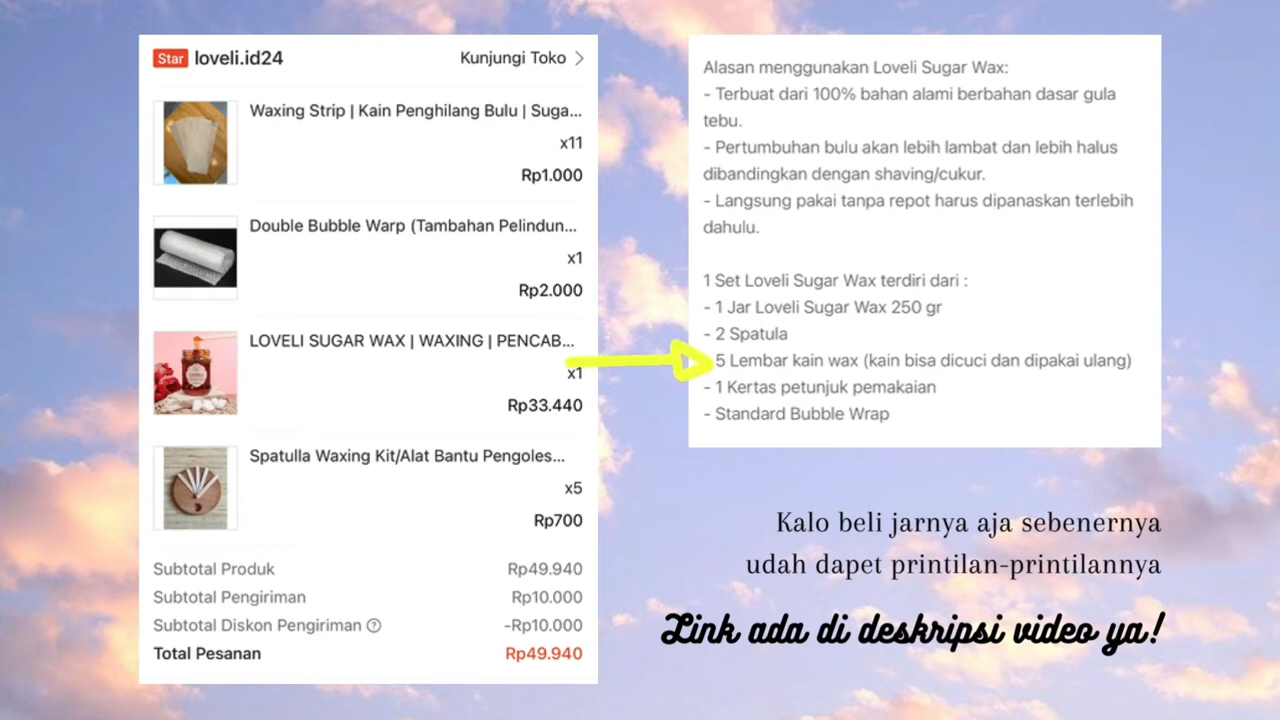 Star loveli.id24
Kunjungi Toko
Waxing Strip | Kain Penghilang Bulu | Suga...
x11
Rp1.000
Double Bubble Warp (Tambahan Pelindun...
x1
Rp2.000
LOVELI SUGAR WAX | WAXING | PENCAB...
x1
Rp33.440
Spatulla Waxing Kit/Alat Bantu Pengoles...
x5
Rp700
Subtotal Produk Rp49.940
Subtotal Pengiriman Rp10.000
Subtotal Diskon Pengiriman ? -Rp10.000
Total Pesanan Rp49.940
Alasan menggunakan Loveli Sugar Wax:
- Terbuat dari 100% bahan alami berbahan dasar gula
tebu.
- Pertumbuhan bulu akan lebih lambat dan lebih halus
dibandingkan dengan shaving/cukur.
- Langsung pakai tanpa repot harus dipanaskan terlebih
dahulu.
1 Set Loveli Sugar Wax terdiri dari :
- 1 Jar Loveli Sugar Wax 250 gr
- 2 Spatula
5 Lembar kain wax (kain bisa dicuci dan dipakai ulang)
- 1 Kertas petunjuk pemakaian
- Standard Bubble Wrap
Kalo beli jarnya aja sebenernya
udah dapet printilan-printilannya
Link ada di deskripsi video ya!